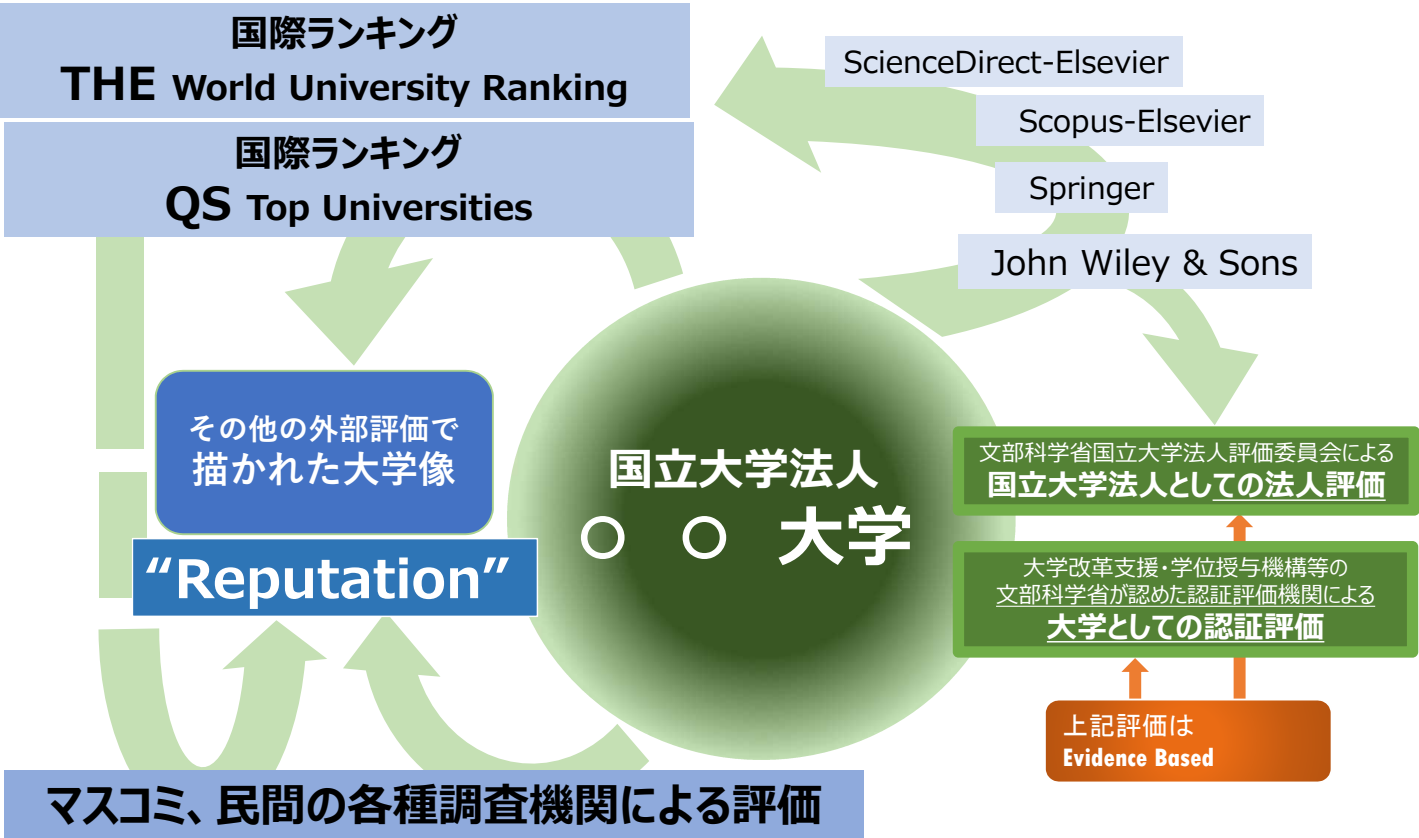 国際ランキング
THE World University Ranking
国際ランキング
QS Top Universities
ScienceDirect-Elsevier
Scopus-Elsevier
Springer
John Wiley & Sons
その他の外部評価で
描かれた大学像
“Reputation”
国立大学法人
○ ○ 大学
文部科学省国立大学法人評価委員会による
国立大学法人としての法人評価
大学改革支援・学位授与機構等の
文部科学省が認めた認証評価機関による
大学としての認証評価
上記評価は
Evidence Based
マスコミ、民間の各種調査機関による評価